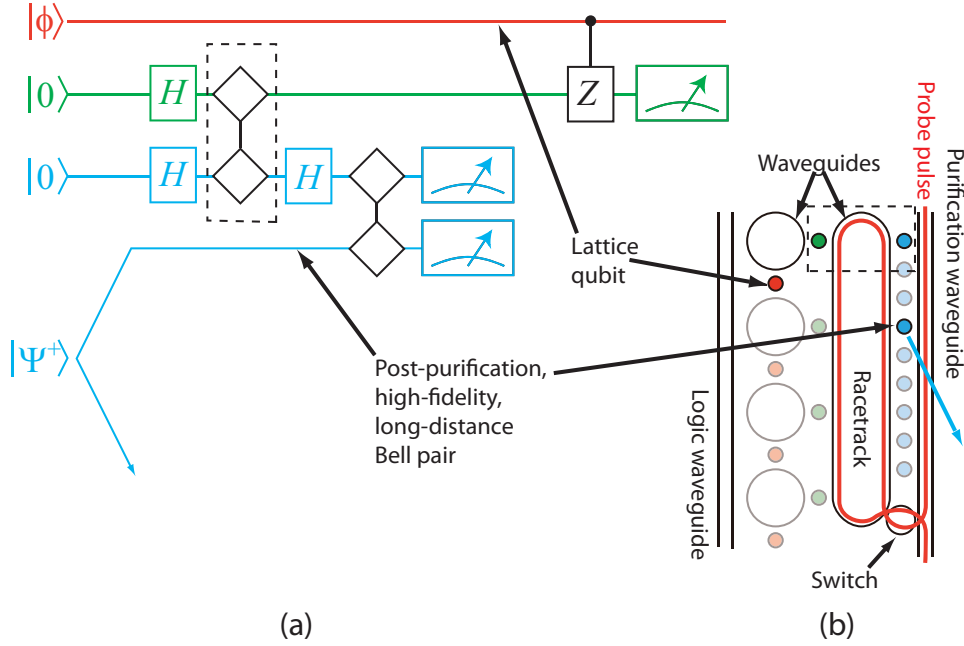 |ϕ⟩
|0⟩
H
Z
|0⟩
H
H
|Ψ⁺⟩
Lattice
qubit
Post-purification,
high-fidelity,
long-distance
Bell pair
(a)
Waveguides
Probe pulse
Purification waveguide
Logic waveguide
Racetrack
Switch
(b)